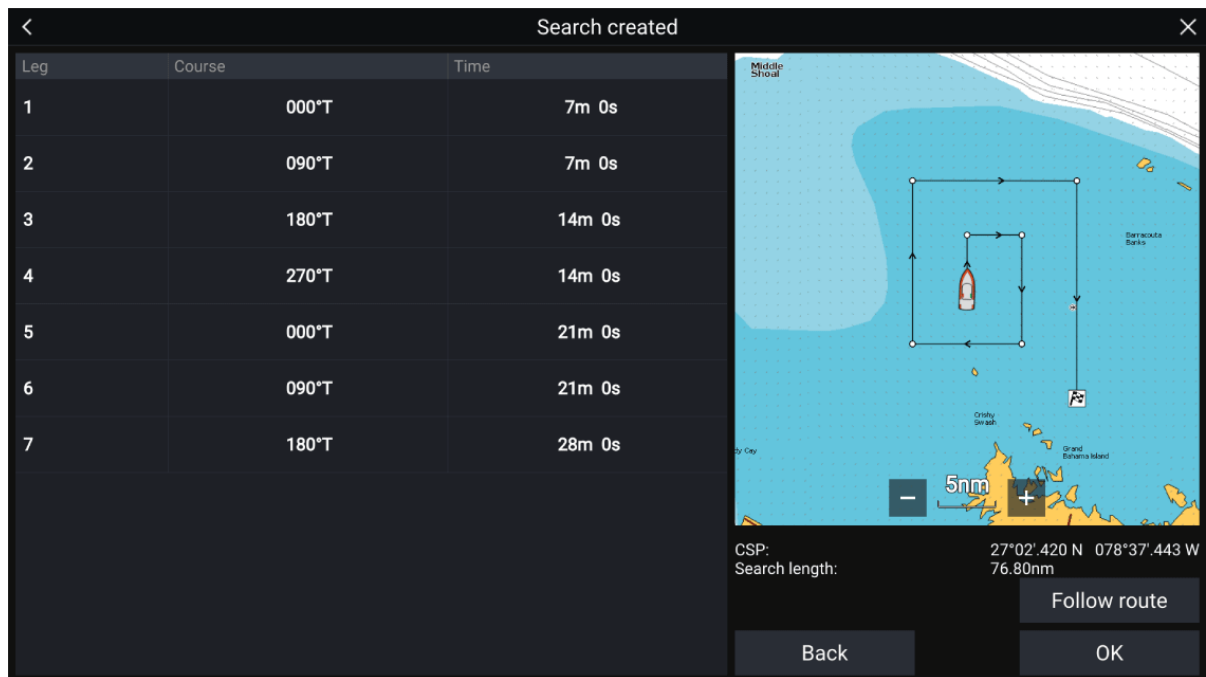 Search created
Leg Course Time
1 000°T 7m 0s
2 090°T 7m 0s
3 180°T 14m 0s
4 270°T 14m 0s
5 000°T 21m 0s
6 090°T 21m 0s
7 180°T 28m 0s
Middle
Shoal
Barracouta
Banks
Crishy
Swash
dy Cay
Grand
Bahama Island
5nm
CSP: 27°02'.420 N 078°37'.443 W
Search length: 76.80nm
Follow route
Back
OK